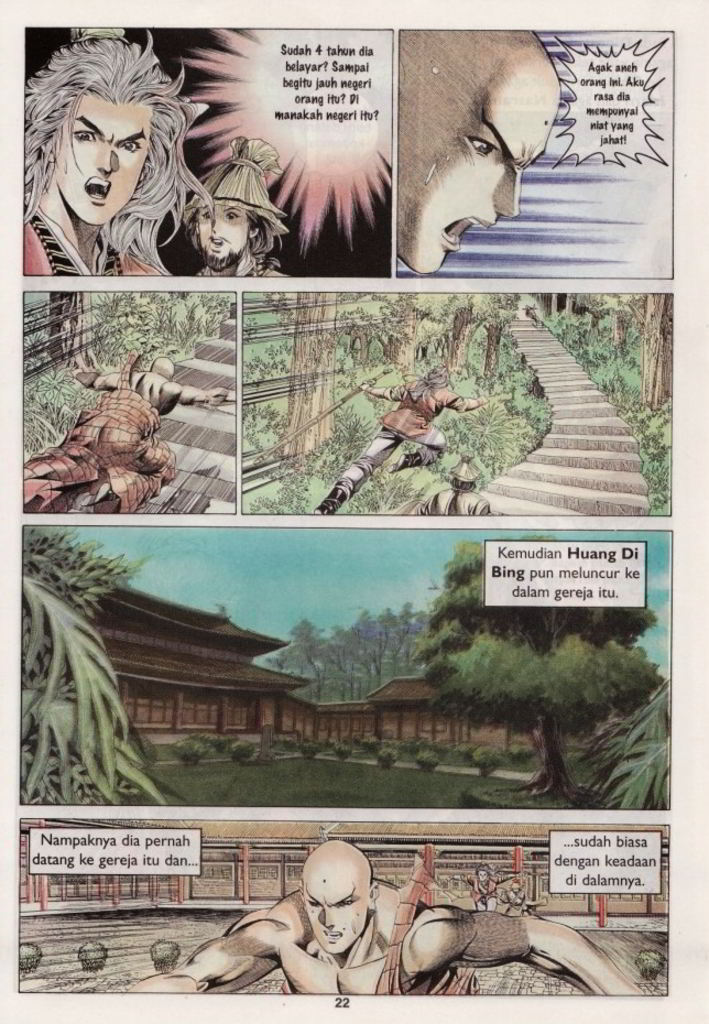 Sudah 4 tahun dia
belayar? Sampai
begitu jauh negeri
orang itu? Di
manakah negeri itu?
Agak aneh
orang ini. Aku
rasa dia
mempunyai
niat yang
jahat!
Kemudian Huang Di
Bing pun meluncur ke
dalam gereja itu.
Nampaknya dia pernah
datang ke gereja itu dan...
...sudah biasa
dengan keadaan
di dalamnya.
22